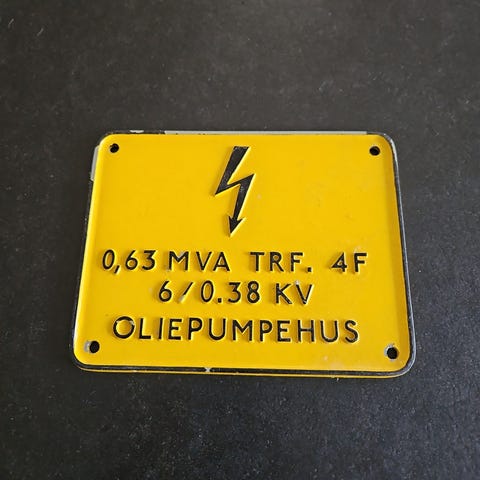 0,63 MVA TRF. 4F
6/0.38 KV
OLIEPUMPEHUS